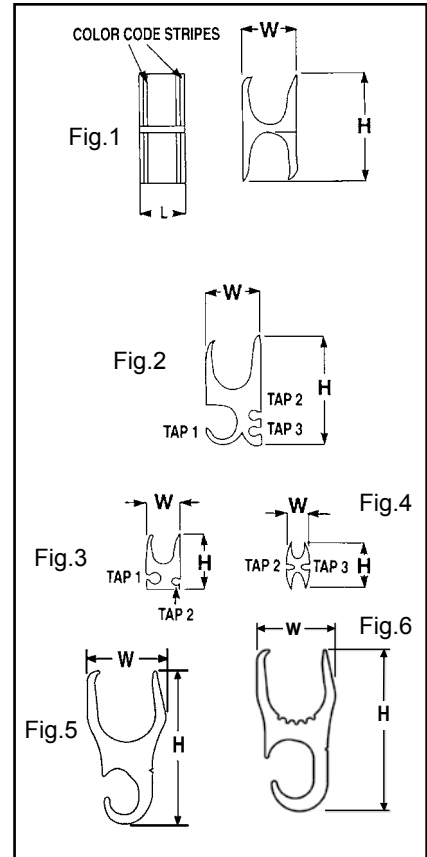 COLOR CODE STRIPES
W
H
Fig.1
L
W
Fig.2
H
TAP 2
TAP 1
TAP 3
W
W
Fig.4
Fig.3
H
H
TAP 1
TAP 2
TAP 3
TAP 2
W
W
Fig.6
H
H
Fig.5